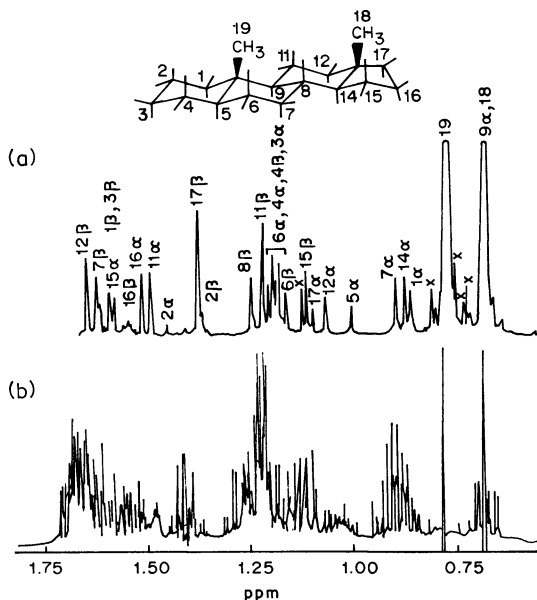 19
CH3
18
CH3
2
1
11
12
17
3
4
5
6
7
9
8
14
15
16
(a)
12β
7β
1β, 3β
15α
16β
16α
11α
2α
17β
2β
8β
11β
6α, 4α, 4β, 3α
6β
x
15β
17α
12α
5α
7α
14α
1α
x
19
x
x
x
9α, 18
(b)
1.75
1.50
1.25
1.00
0.75
ppm